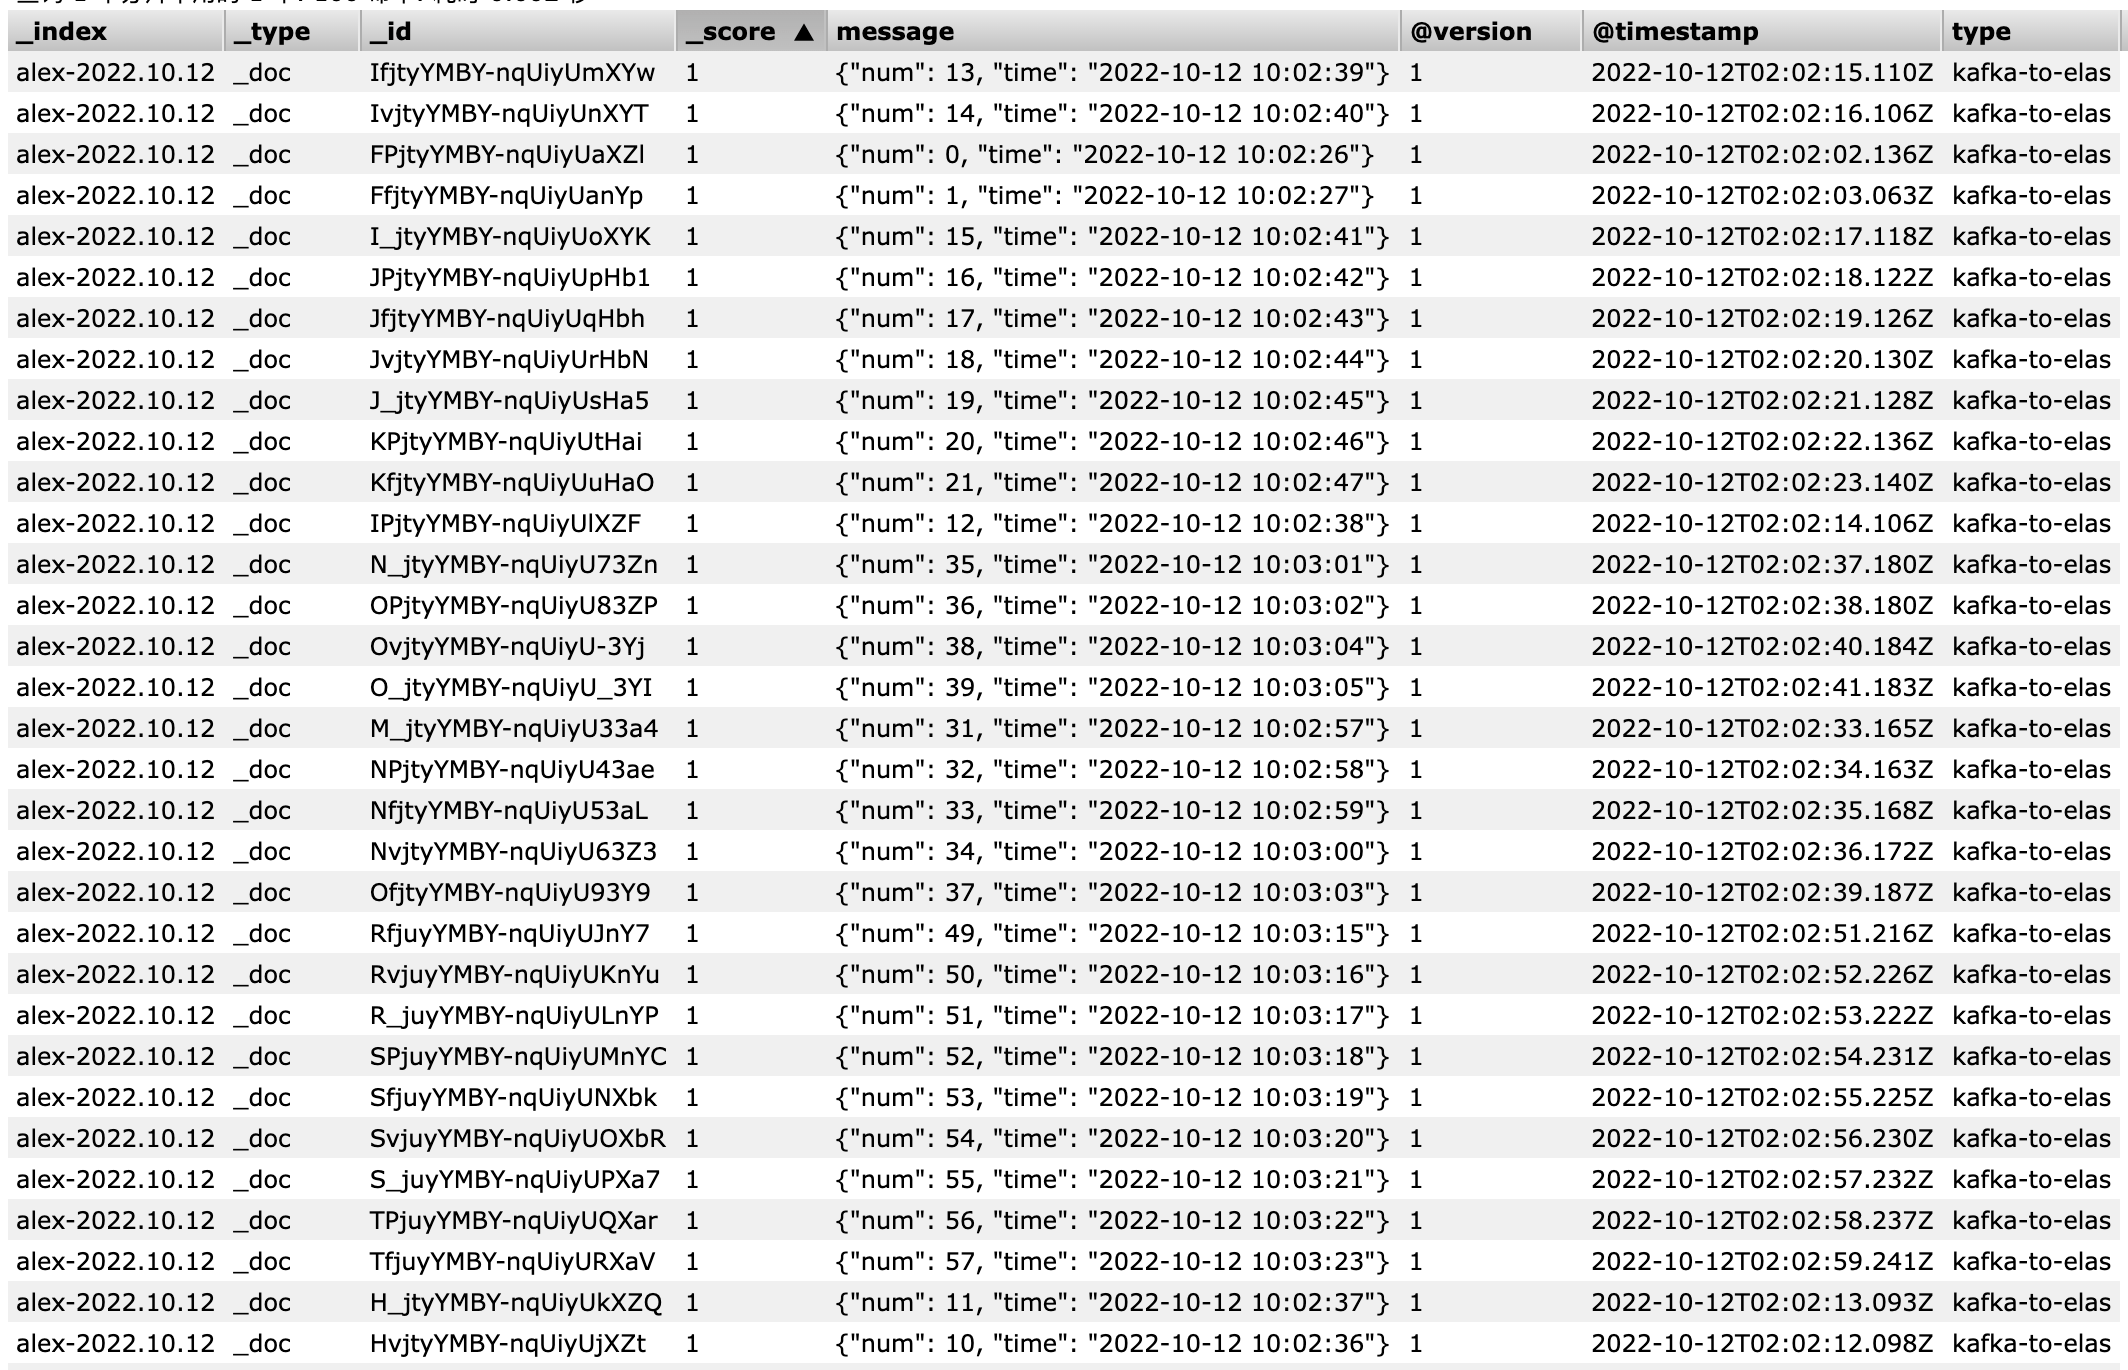 _index _type _id _score ▲ message @version @timestamp type
alex-2022.10.12 _doc IfjtyYMBY-nqUiyUmXYw 1 {"num": 13, "time": "2022-10-12 10:02:39"} 1 2022-10-12T02:02:15.110Z kafka-to-elas
alex-2022.10.12 _doc IvjtyYMBY-nqUiyUnXYT 1 {"num": 14, "time": "2022-10-12 10:02:40"} 1 2022-10-12T02:02:16.106Z kafka-to-elas
alex-2022.10.12 _doc FPjtyYMBY-nqUiyUaXZl 1 {"num": 0, "time": "2022-10-12 10:02:26"} 1 2022-10-12T02:02:02.136Z kafka-to-elas
alex-2022.10.12 _doc FfjtyYMBY-nqUiyUanYp 1 {"num": 1, "time": "2022-10-12 10:02:27"} 1 2022-10-12T02:02:03.063Z kafka-to-elas
alex-2022.10.12 _doc I_jtyYMBY-nqUiyUoXYK 1 {"num": 15, "time": "2022-10-12 10:02:41"} 1 2022-10-12T02:02:17.118Z kafka-to-elas
alex-2022.10.12 _doc JPjtyYMBY-nqUiyUpHb1 1 {"num": 16, "time": "2022-10-12 10:02:42"} 1 2022-10-12T02:02:18.122Z kafka-to-elas
alex-2022.10.12 _doc JfjtyYMBY-nqUiyUqHbh 1 {"num": 17, "time": "2022-10-12 10:02:43"} 1 2022-10-12T02:02:19.126Z kafka-to-elas
alex-2022.10.12 _doc JvjtyYMBY-nqUiyUrHbN 1 {"num": 18, "time": "2022-10-12 10:02:44"} 1 2022-10-12T02:02:20.130Z kafka-to-elas
alex-2022.10.12 _doc J_jtyYMBY-nqUiyUsHa5 1 {"num": 19, "time": "2022-10-12 10:02:45"} 1 2022-10-12T02:02:21.128Z kafka-to-elas
alex-2022.10.12 _doc KPjtyYMBY-nqUiyUtHai 1 {"num": 20, "time": "2022-10-12 10:02:46"} 1 2022-10-12T02:02:22.136Z kafka-to-elas
alex-2022.10.12 _doc KfjtyYMBY-nqUiyUuHaO 1 {"num": 21, "time": "2022-10-12 10:02:47"} 1 2022-10-12T02:02:23.140Z kafka-to-elas
alex-2022.10.12 _doc IPjtyYMBY-nqUiyUlXZF 1 {"num": 12, "time": "2022-10-12 10:02:38"} 1 2022-10-12T02:02:14.106Z kafka-to-elas
alex-2022.10.12 _doc N_jtyYMBY-nqUiyU73Zn 1 {"num": 35, "time": "2022-10-12 10:03:01"} 1 2022-10-12T02:02:37.180Z kafka-to-elas
alex-2022.10.12 _doc OPjtyYMBY-nqUiyU83ZP 1 {"num": 36, "time": "2022-10-12 10:03:02"} 1 2022-10-12T02:02:38.180Z kafka-to-elas
alex-2022.10.12 _doc OvjtyYMBY-nqUiyU-3Yj 1 {"num": 38, "time": "2022-10-12 10:03:04"} 1 2022-10-12T02:02:40.184Z kafka-to-elas
alex-2022.10.12 _doc O_jtyYMBY-nqUiyU_3YI 1 {"num": 39, "time": "2022-10-12 10:03:05"} 1 2022-10-12T02:02:41.183Z kafka-to-elas
alex-2022.10.12 _doc M_jtyYMBY-nqUiyU33a4 1 {"num": 31, "time": "2022-10-12 10:02:57"} 1 2022-10-12T02:02:33.165Z kafka-to-elas
alex-2022.10.12 _doc NPjtyYMBY-nqUiyU43ae 1 {"num": 32, "time": "2022-10-12 10:02:58"} 1 2022-10-12T02:02:34.163Z kafka-to-elas
alex-2022.10.12 _doc NfjtyYMBY-nqUiyU53aL 1 {"num": 33, "time": "2022-10-12 10:02:59"} 1 2022-10-12T02:02:35.168Z kafka-to-elas
alex-2022.10.12 _doc NvjtyYMBY-nqUiyU63Z3 1 {"num": 34, "time": "2022-10-12 10:03:00"} 1 2022-10-12T02:02:36.172Z kafka-to-elas
alex-2022.10.12 _doc OfjtyYMBY-nqUiyU93Y9 1 {"num": 37, "time": "2022-10-12 10:03:03"} 1 2022-10-12T02:02:39.187Z kafka-to-elas
alex-2022.10.12 _doc RfjuyYMBY-nqUiyUJnY7 1 {"num": 49, "time": "2022-10-12 10:03:15"} 1 2022-10-12T02:02:51.216Z kafka-to-elas
alex-2022.10.12 _doc RvjuyYMBY-nqUiyUKnYu 1 {"num": 50, "time": "2022-10-12 10:03:16"} 1 2022-10-12T02:02:52.226Z kafka-to-elas
alex-2022.10.12 _doc R_juyYMBY-nqUiyULnYP 1 {"num": 51, "time": "2022-10-12 10:03:17"} 1 2022-10-12T02:02:53.222Z kafka-to-elas
alex-2022.10.12 _doc SPjuyYMBY-nqUiyUMnYC 1 {"num": 52, "time": "2022-10-12 10:03:18"} 1 2022-10-12T02:02:54.231Z kafka-to-elas
alex-2022.10.12 _doc SfjuyYMBY-nqUiyUNXbk 1 {"num": 53, "time": "2022-10-12 10:03:19"} 1 2022-10-12T02:02:55.225Z kafka-to-elas
alex-2022.10.12 _doc SvjuyYMBY-nqUiyUOXbR 1 {"num": 54, "time": "2022-10-12 10:03:20"} 1 2022-10-12T02:02:56.230Z kafka-to-elas
alex-2022.10.12 _doc S_juyYMBY-nqUiyUPXa7 1 {"num": 55, "time": "2022-10-12 10:03:21"} 1 2022-10-12T02:02:57.232Z kafka-to-elas
alex-2022.10.12 _doc TPjuyYMBY-nqUiyUQXar 1 {"num": 56, "time": "2022-10-12 10:03:22"} 1 2022-10-12T02:02:58.237Z kafka-to-elas
alex-2022.10.12 _doc TfjuyYMBY-nqUiyURXaV 1 {"num": 57, "time": "2022-10-12 10:03:23"} 1 2022-10-12T02:02:59.241Z kafka-to-elas
alex-2022.10.12 _doc H_jtyYMBY-nqUiyUkXZQ 1 {"num": 11, "time": "2022-10-12 10:02:37"} 1 2022-10-12T02:02:13.093Z kafka-to-elas
alex-2022.10.12 _doc HvjtyYMBY-nqUiyUjXZt 1 {"num": 10, "time": "2022-10-12 10:02:36"} 1 2022-10-12T02:02:12.098Z kafka-to-elas